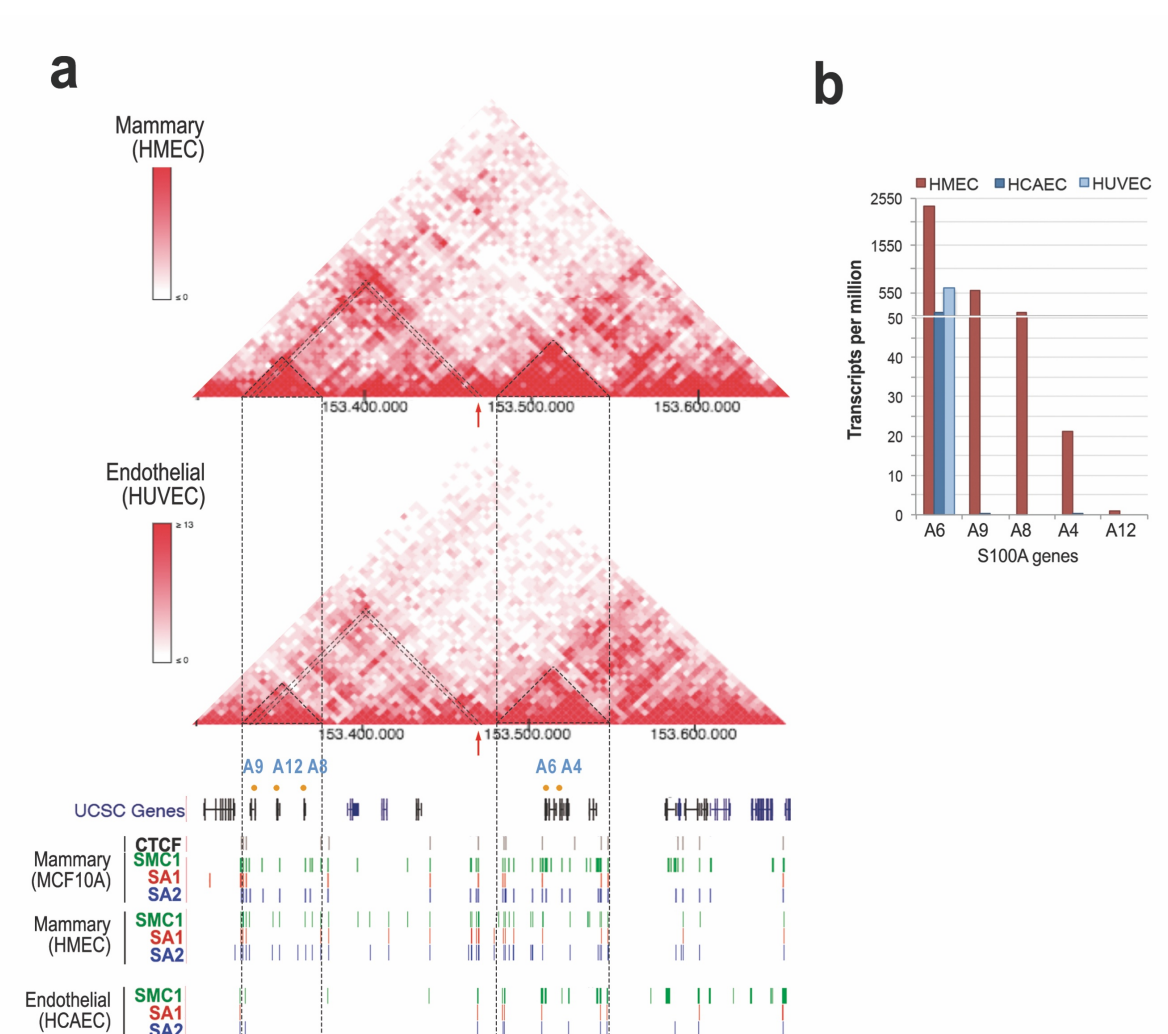 a
Mammary
(HMEC)
≤ 0
153.400.000
153.500.000
153.600.000
Endothelial
(HUVEC)
≥ 13
≤ 0
153.400.000
153.500.000
153.600.000
A9 A12 A8 A6 A4
UCSC Genes
CTCF
Mammary
(MCF10A)
SMC1
SA1
SA2
Mammary
(HMEC)
SMC1
SA1
SA2
Endothelial
(HCAEC)
SMC1
SA1
SA2
b
HMEC HCAEC HUVEC
Transcripts per million
2550
1550
550
50
40
30
20
10
0
A6 A9 A8 A4 A12
S100A genes